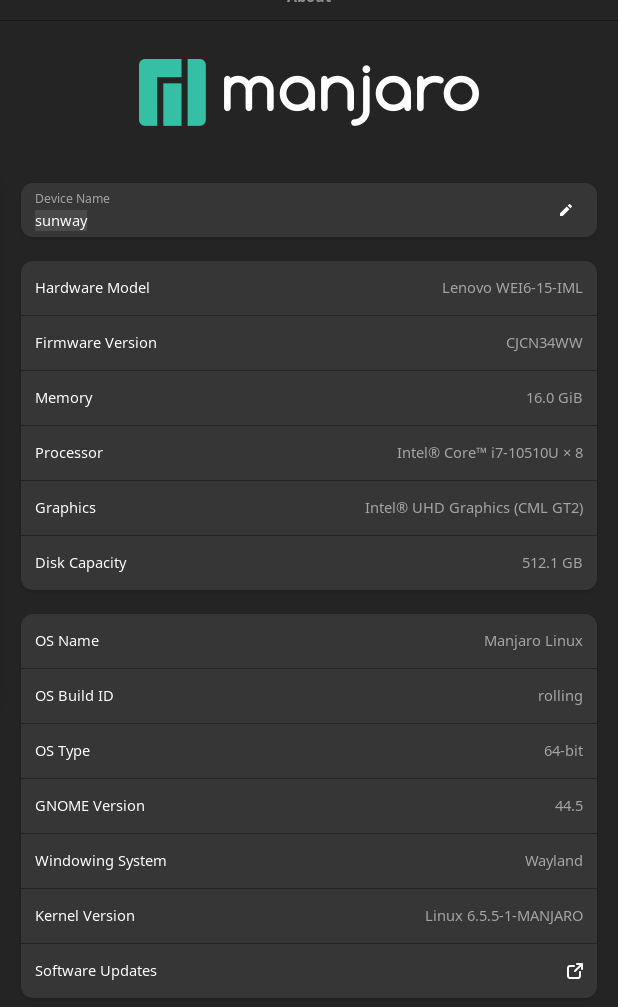 About
manjaro
Device Name
sunway
Hardware Model Lenovo WEI6-15-IML
Firmware Version CJCN34WW
Memory 16.0 GiB
Processor Intel® Core™ i7-10510U × 8
Graphics Intel® UHD Graphics (CML GT2)
Disk Capacity 512.1 GB
OS Name Manjaro Linux
OS Build ID rolling
OS Type 64-bit
GNOME Version 44.5
Windowing System Wayland
Kernel Version Linux 6.5.5-1-MANJARO
Software Updates